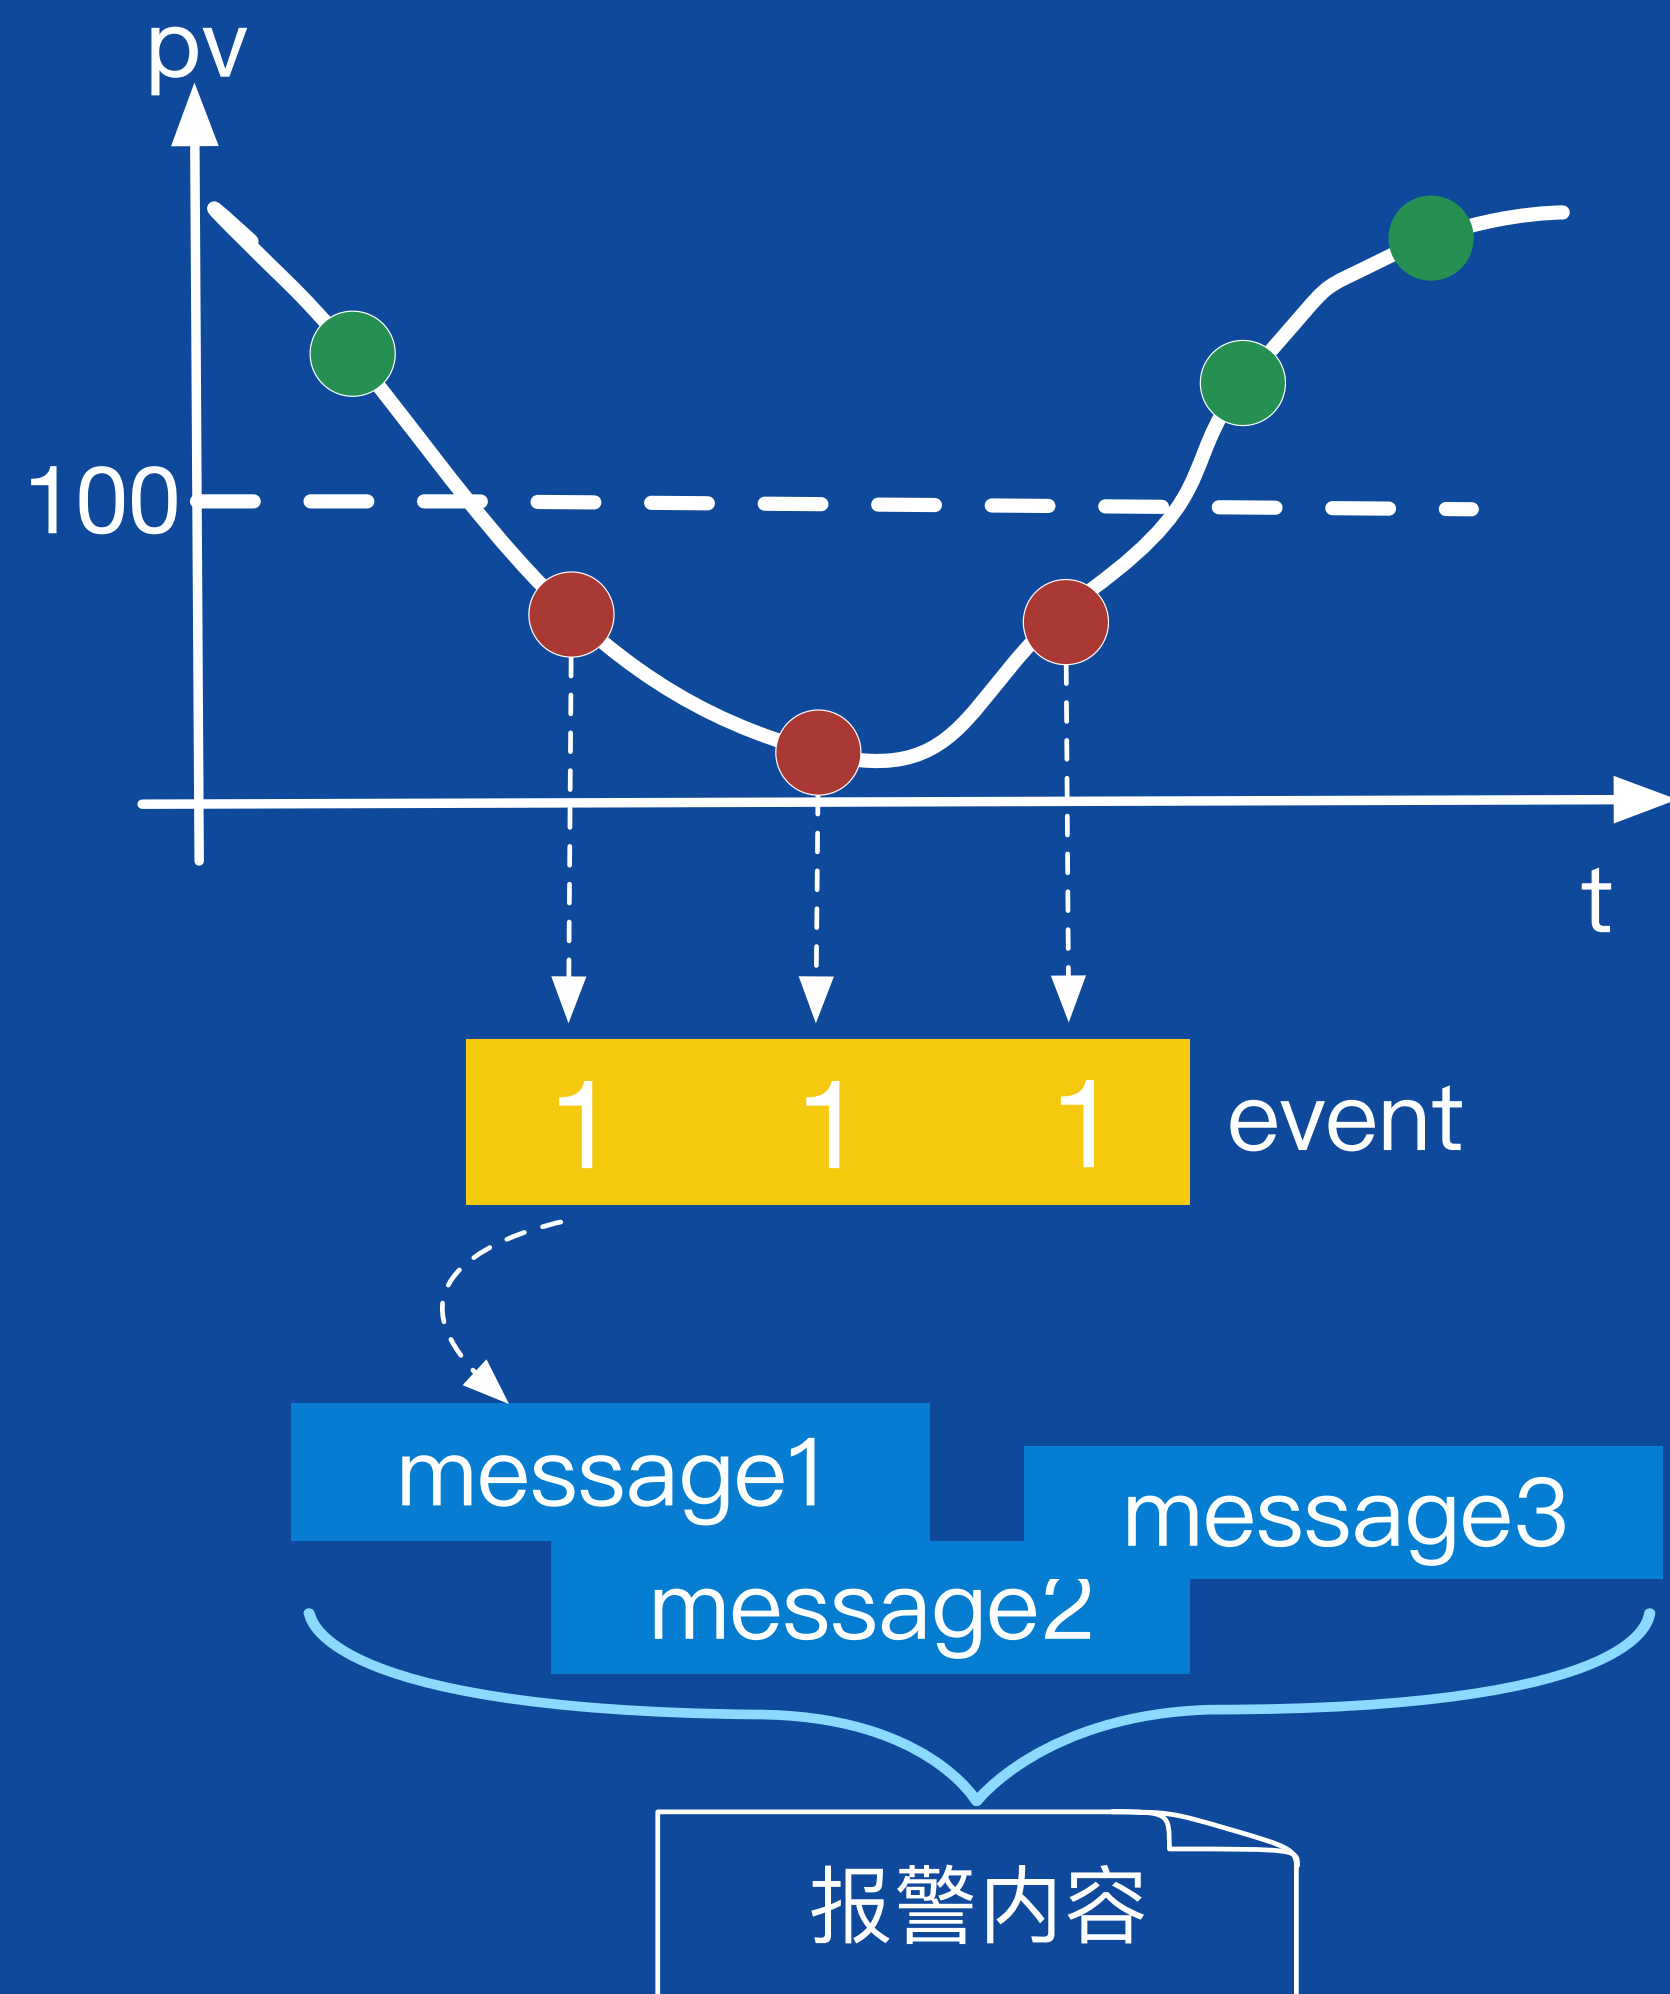 pv
100
t
1 1 1
event
message1
message3
message2
报警内容